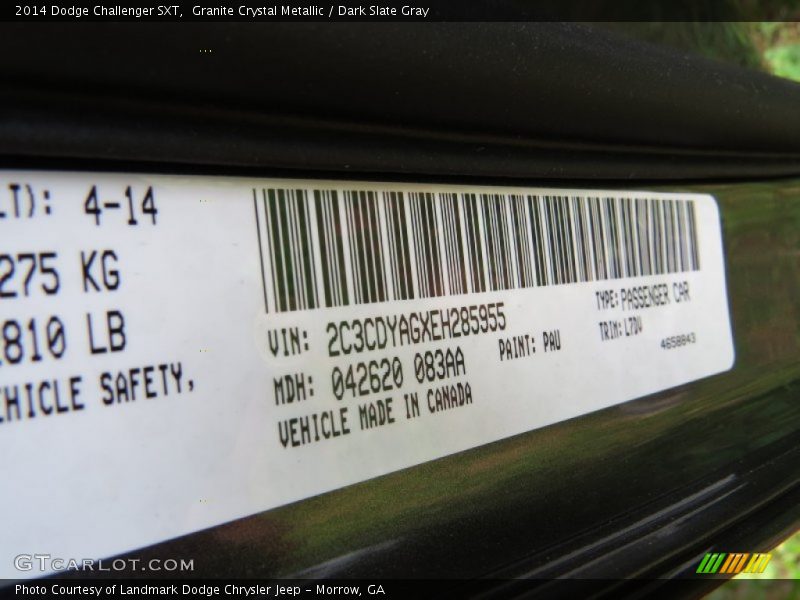 2014 Dodge Challenger SXT,  Granite Crystal Metallic / Dark Slate Gray
LT): 4-14
275 KG
810 LB
EHICLE SAFETY,
VIN: 2C3CDYAGXEH285955
MDH: 042620 083AA
VEHICLE MADE IN CANADA
PAINT: PAU
TYPE: PASSENGER CAR
TRIM: L7DV
4658843
GTCARLOT.COM
Photo Courtesy of Landmark Dodge Chrysler Jeep – Morrow, GA